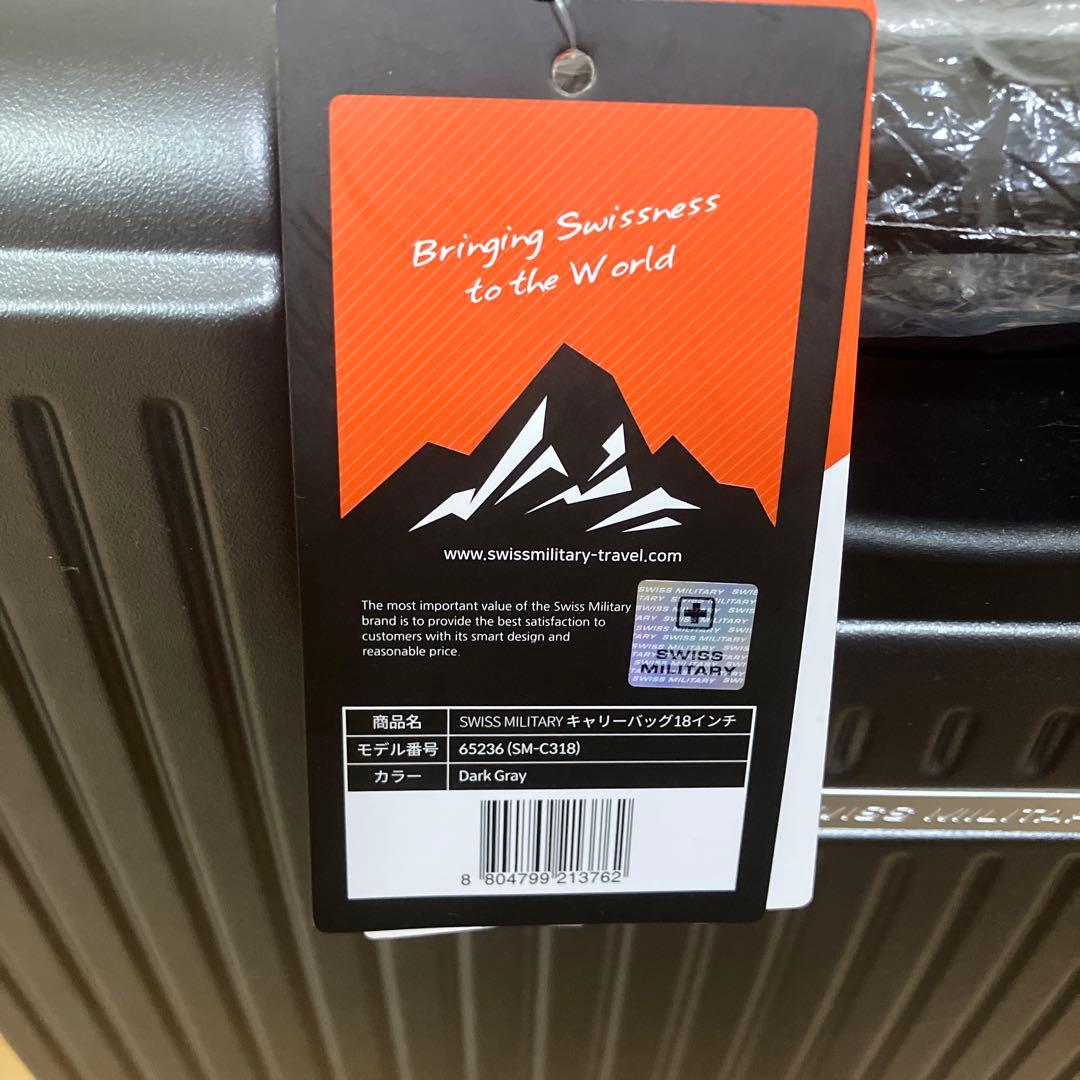 Bringing Swissness
to the World
www.swissmilitary-travel.com
The most important value of the Swiss Military
brand is to provide the best satisfaction to
customers with its smart design and
reasonable price.
SWISS
MILITARY
商品名 SWISS MILITARY キャリーバッグ18インチ
モデル番号 65236 (SM-C318)
カラー Dark Gray
8 804799 213762